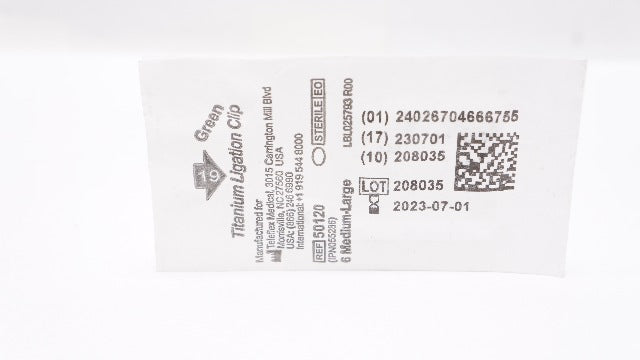 Green
Titanium Ligation Clip
Manufactured for
Teleflex Medical, 3015 Carrington Mill Blvd
Morrisville, NC 27560 USA
USA: (866) 246 6990
International: +1 919 544 8000
REF 50120
(IPN055286)
6 Medium-Large
STERILE EO
LBL025793 R00
(01) 24026704666755
(17) 230701
(10) 208035
LOT 208035
2023-07-01